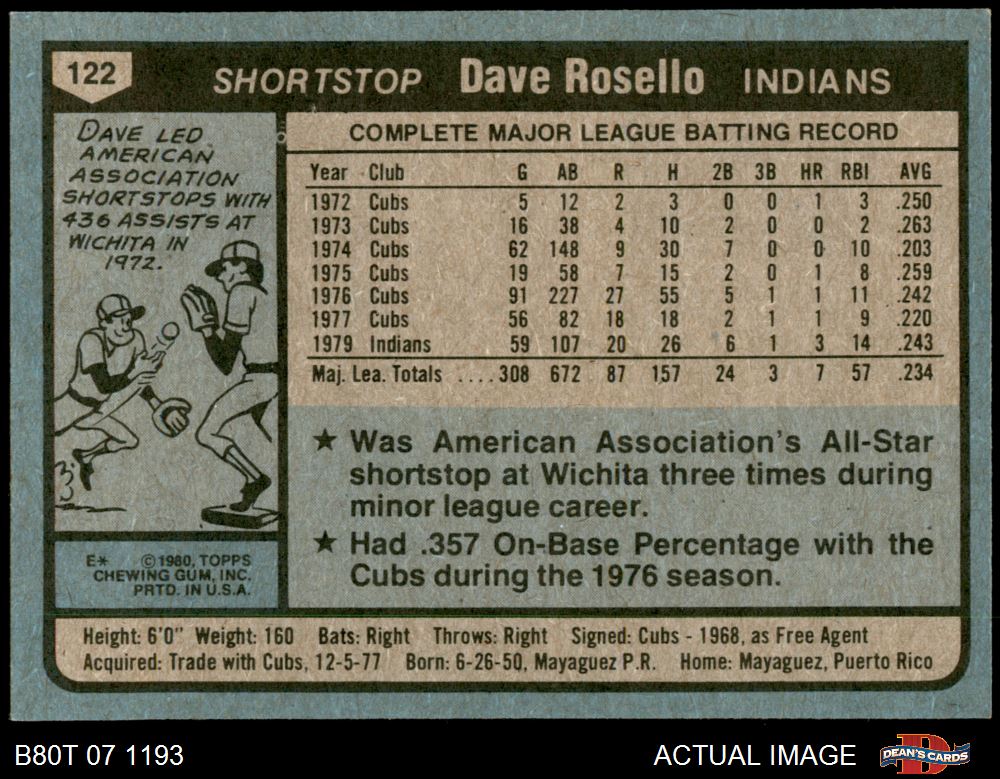 122 SHORTSTOP Dave Rosello INDIANS
DAVE LED
AMERICAN
ASSOCIATION
SHORTSTOPS WITH
436 ASSISTS AT
WICHITA IN
1972.
COMPLETE MAJOR LEAGUE BATTING RECORD
Year Club G AB R H 2B 3B HR RBI AVG
1972 Cubs 5 12 2 3 0 0 1 3 .250
1973 Cubs 16 38 4 10 2 0 0 2 .263
1974 Cubs 62 148 9 30 7 0 0 10 .203
1975 Cubs 19 58 7 15 2 0 1 8 .259
1976 Cubs 91 227 27 55 5 1 1 11 .242
1977 Cubs 56 82 18 18 2 1 1 9 .220
1979 Indians 59 107 20 26 6 1 3 14 .243
Maj. Lea. Totals ....308 672 87 157 24 3 7 57 .234
★ Was American Association's All-Star
shortstop at Wichita three times during
minor league career.
★ Had .357 On-Base Percentage with the
Cubs during the 1976 season.
E* ©1980, TOPPS
CHEWING GUM, INC.
PRTD. IN U.S.A.
Height: 6'0" Weight: 160 Bats: Right Throws: Right Signed: Cubs - 1968, as Free Agent
Acquired: Trade with Cubs, 12-5-77 Born: 6-26-50, Mayaguez P.R. Home: Mayaguez, Puerto Rico
B80T 07 1193 ACTUAL IMAGE DEAN'S CARDS